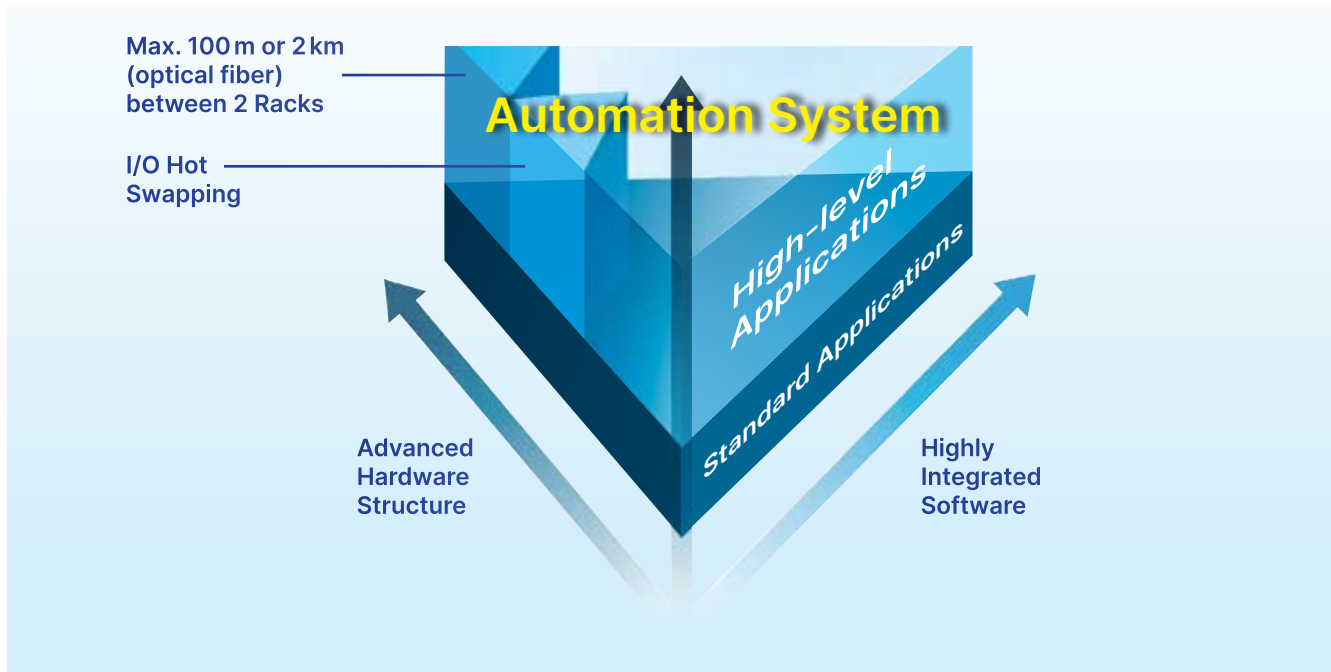 Max. 100 m or 2 km
(optical fiber)
between 2 Racks
I/O Hot
Swapping
Automation System
High-level
Applications
Standard Applications
Advanced
Hardware
Structure
Highly
Integrated
Software